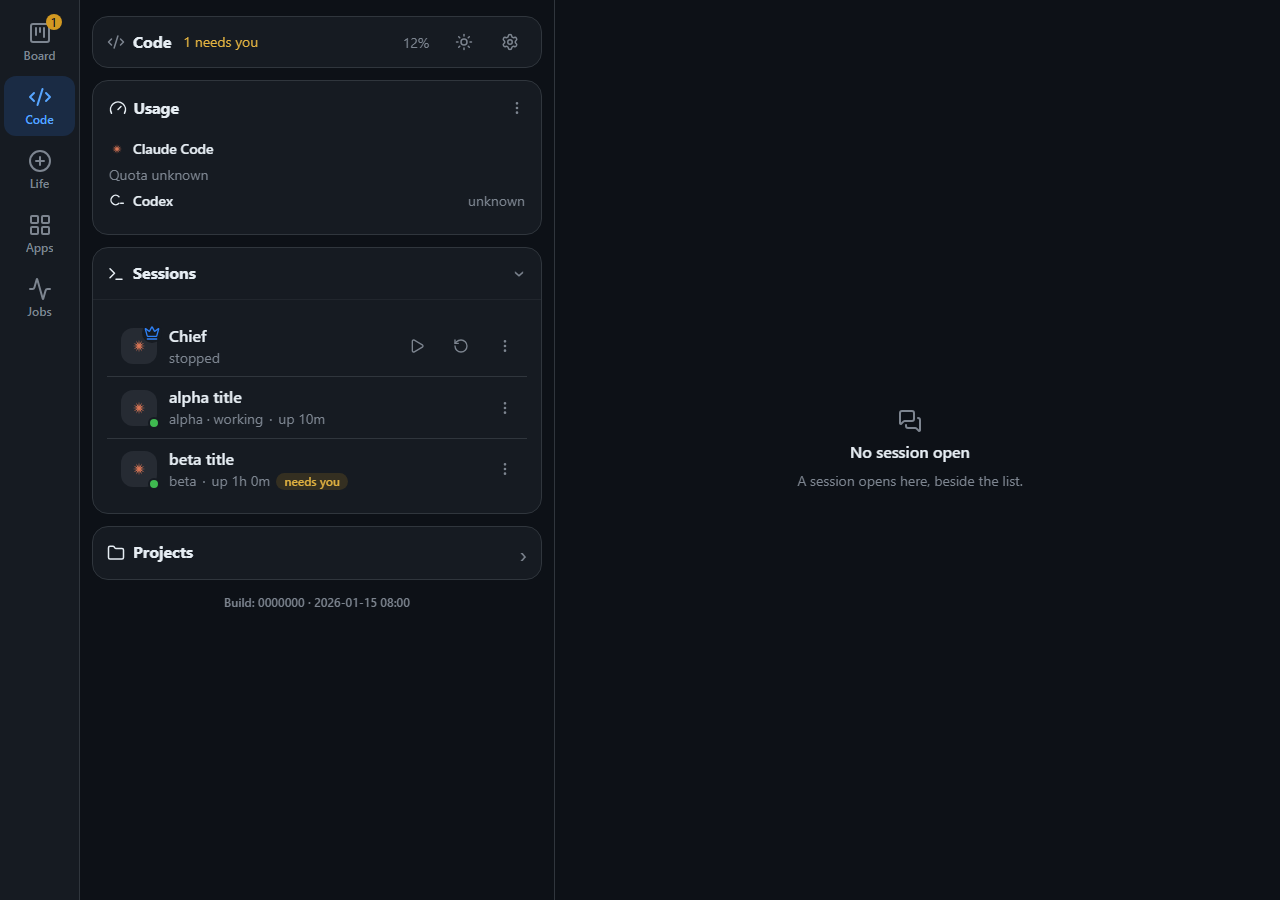 1
Board
Code
Life
Apps
Jobs
Code 1 needs you 12%
Usage
Claude Code
Quota unknown
Codex unknown
Sessions
Chief
stopped
alpha title
alpha · working · up 10m
beta title
beta · up 1h 0m needs you
Projects
Build: 0000000 · 2026-01-15 08:00
No session open
A session opens here, beside the list.